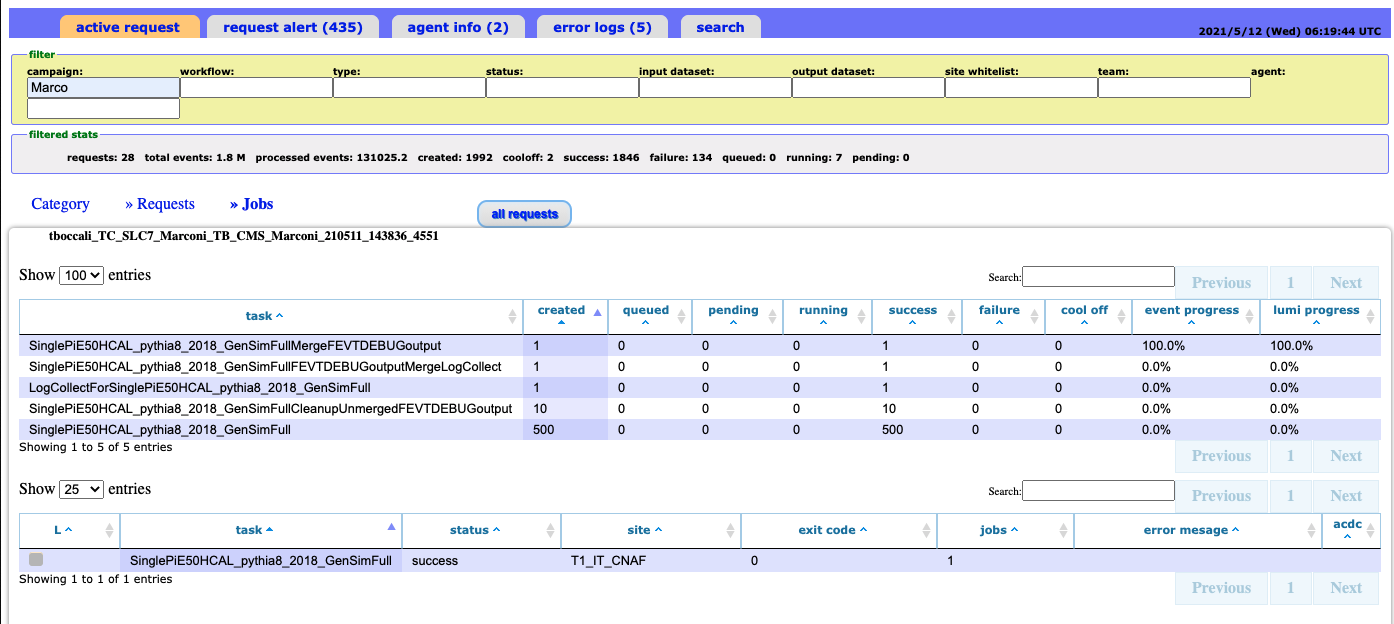 active request request alert (435) agent info (2) error logs (5) search 2021/5/12 (Wed) 06:19:44 UTC
filter
campaign: workflow: type: status: input dataset: output dataset: site whitelist: team: agent:
Marco
filtered stats
requests: 28 total events: 1.8 M processed events: 131025.2 created: 1992 cooloff: 2 success: 1846 failure: 134 queued: 0 running: 7 pending: 0
Category » Requests » Jobs all requests
tboccali_TC_SLC7_Marconi_TB_CMS_Marconi_210511_143836_4551
Show 100 entries Search: Previous 1 Next
task created queued pending running success failure cool off event progress lumi progress
SinglePiE50HCAL_pythia8_2018_GenSimFullMergeFEVTDEBUGoutput 1 0 0 0 1 0 0 100.0% 100.0%
SinglePiE50HCAL_pythia8_2018_GenSimFullFEVTDEBUGoutputMergeLogCollect 1 0 0 0 1 0 0 0.0% 0.0%
LogCollectForSinglePiE50HCAL_pythia8_2018_GenSimFull 1 0 0 0 1 0 0 0.0% 0.0%
SinglePiE50HCAL_pythia8_2018_GenSimFullCleanupUnmergedFEVTDEBUGoutput 10 0 0 0 10 0 0 0.0% 0.0%
SinglePiE50HCAL_pythia8_2018_GenSimFull 500 0 0 0 500 0 0 0.0% 0.0%
Showing 1 to 5 of 5 entries Previous 1 Next
Show 25 entries Search: Previous 1 Next
L task status site exit code jobs error mesage acdc
SinglePiE50HCAL_pythia8_2018_GenSimFull success T1_IT_CNAF 0 1
Showing 1 to 1 of 1 entries Previous 1 Next